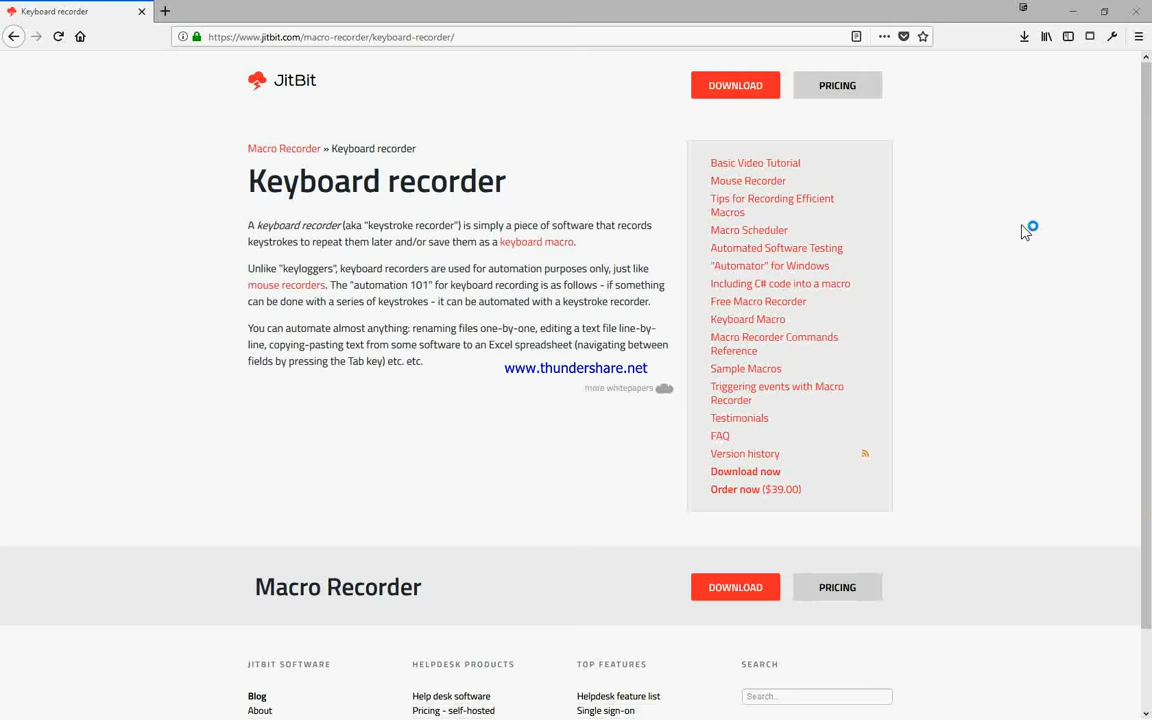 Keyboard recorder
https://www.jitbit.com/macro-recorder/keyboard-recorder/
JitBit
DOWNLOAD
PRICING
Macro Recorder » Keyboard recorder
Keyboard recorder
A keyboard recorder (aka "keystroke recorder") is simply a piece of software that records
keystrokes to repeat them later and/or save them as a keyboard macro.
Unlike "keyloggers", keyboard recorders are used for automation purposes only, just like
mouse recorders. The "automation 101" for keyboard recording is as follows - if something
can be done with a series of keystrokes - it can be automated with a keystroke recorder.
You can automate almost anything: renaming files one-by-one, editing a text file line-by-
line, copying-pasting text from some software to an Excel spreadsheet (navigating between
fields by pressing the Tab key) etc. etc.
www.thundershare.net
more whitepapers
Basic Video Tutorial
Mouse Recorder
Tips for Recording Efficient
Macros
Macro Scheduler
Automated Software Testing
"Automator" for Windows
Including C# code into a macro
Free Macro Recorder
Keyboard Macro
Macro Recorder Commands
Reference
Sample Macros
Triggering events with Macro
Recorder
Testimonials
FAQ
Version history
Download now
Order now ($39.00)
Macro Recorder
DOWNLOAD
PRICING
JITBIT SOFTWARE
Blog
About
HELPDESK PRODUCTS
Help desk software
Pricing - self-hosted
TOP FEATURES
Helpdesk feature list
Single sign-on
SEARCH
Search...